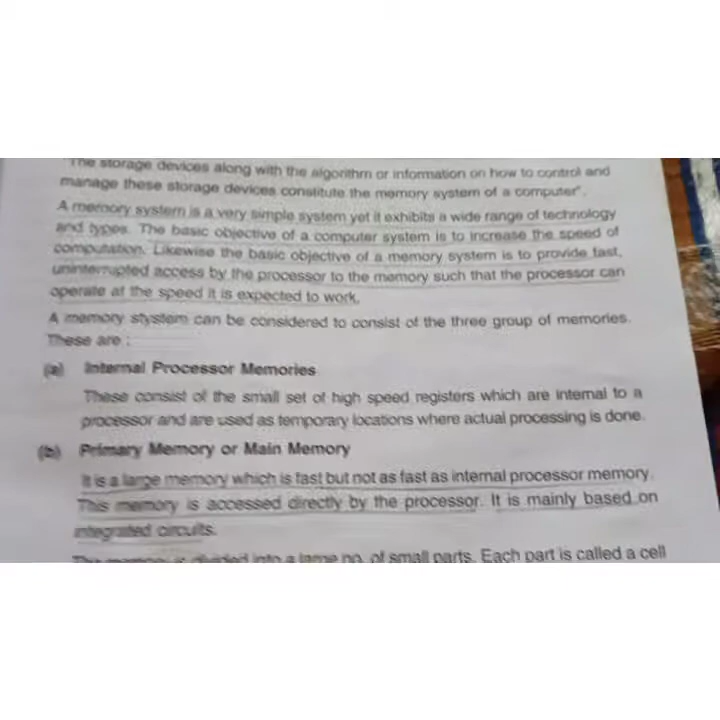 "The storage devices along with the algorithm or information on how to control and
manage these storage devices constitute the memory system of a computer".
A memory system is a very simple system yet it exhibits a wide range of technology
and types. The basic objective of a computer system is to increase the speed of
computation. Likewise the basic objective of a memory system is to provide fast,
uninterrupted access by the processor to the memory such that the processor can
operate at the speed it is expected to work.
A memory stystem can be considered to consist of the three group of memories.
These are :
(a) Internal Processor Memories
These consist of the small set of high speed registers which are internal to a
processor and are used as temporary locations where actual processing is done.
(b) Primary Memory or Main Memory
It is a large memory which is fast but not as fast as internal processor memory.
This memory is accessed directly by the processor. It is mainly based on
integrated circuits.
The memory is divided into a large no. of small parts. Each part is called a cell